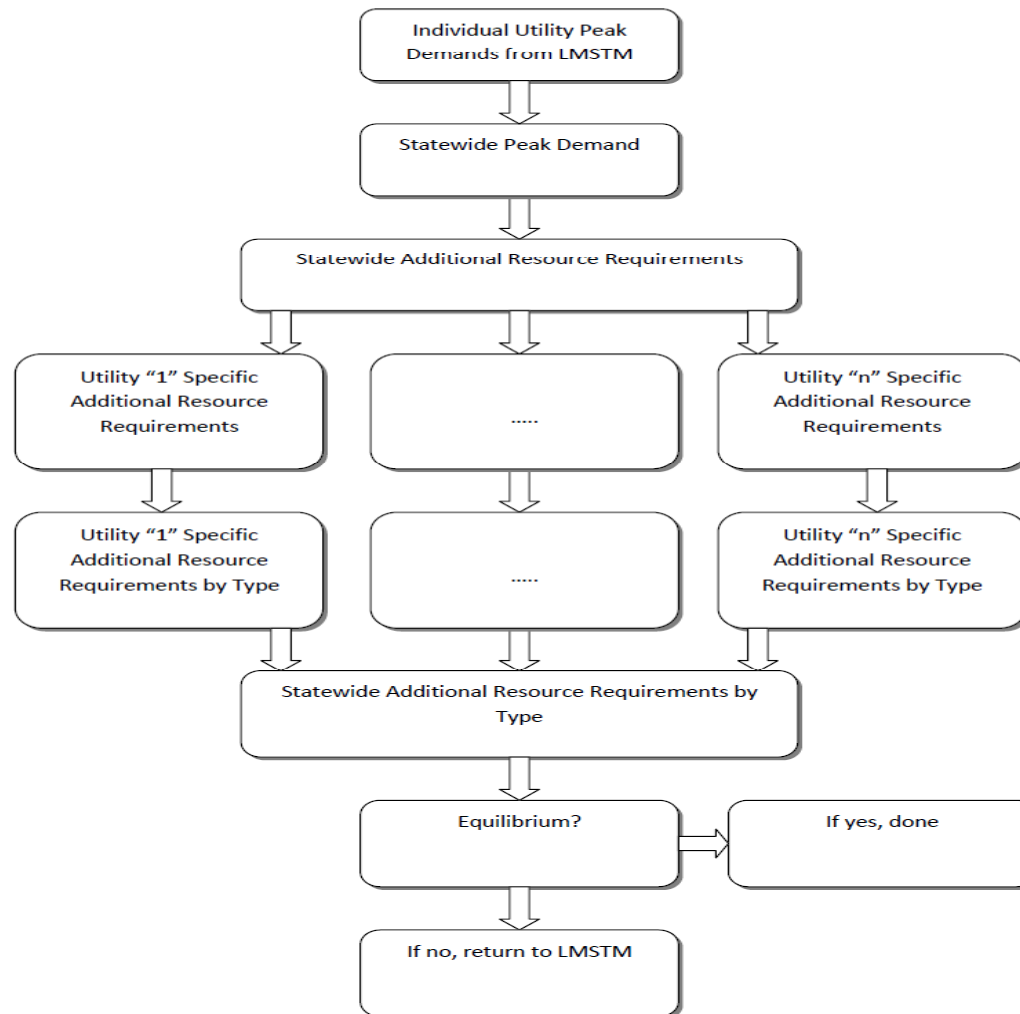 Individual Utility Peak
Demands from LMSTM
Statewide Peak Demand
Statewide Additional Resource Requirements
Utility “1” Specific
Additional Resource
Requirements
.....
Utility “n” Specific
Additional Resource
Requirements
Utility “1” Specific
Additional Resource
Requirements by Type
.....
Utility “n” Specific
Additional Resource
Requirements by Type
Statewide Additional Resource Requirements by
Type
Equilibrium?
If yes, done
If no, return to LMSTM